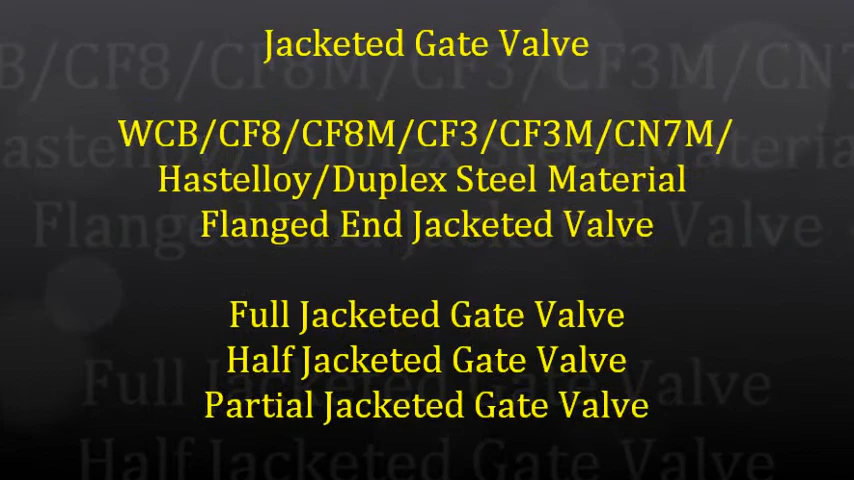 Jacketed Gate Valve
WCB/CF8/CF8M/CF3/CF3M/CN7M/
Hastelloy/Duplex Steel Material
Flanged End Jacketed Valve
Full Jacketed Gate Valve
Half Jacketed Gate Valve
Partial Jacketed Gate Valve